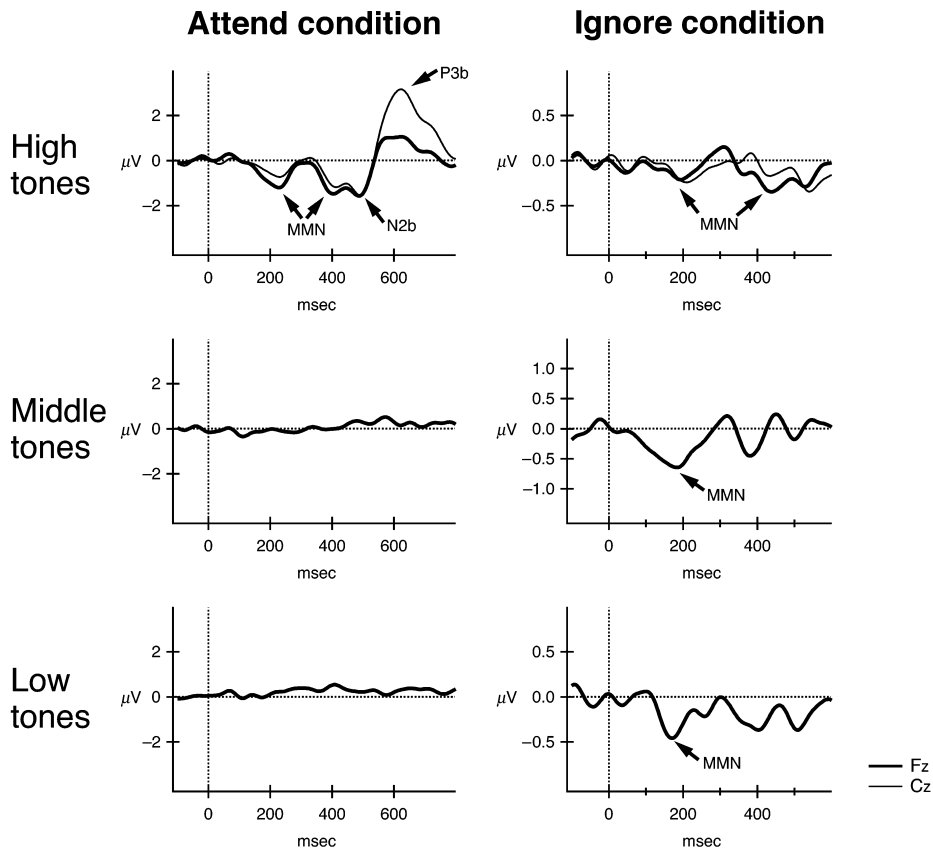 Attend condition
Ignore condition
High
tones
μV
2
0
−2
P3b
MMN
N2b
0 200 400 600
msec
μV
0.5
0.0
−0.5
MMN
0 200 400
msec
Middle
tones
μV
2
0
−2
0 200 400 600
msec
μV
1.0
0.5
0.0
−0.5
−1.0
MMN
0 200 400
msec
Low
tones
μV
2
0
−2
0 200 400 600
msec
μV
0.5
0.0
−0.5
MMN
0 200 400
msec
Fz
Cz